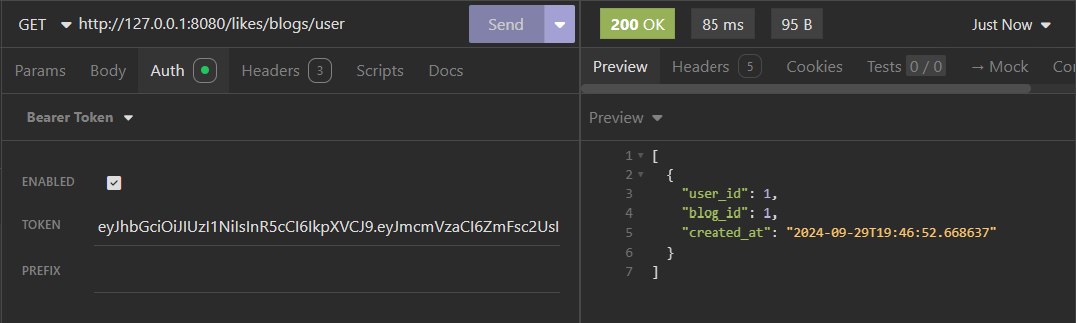 GET http://127.0.0.1:8080/likes/blogs/user Send
Params Body Auth Headers 3 Scripts Docs
Bearer Token
ENABLED
TOKEN eyJhbGciOiJIUzI1NiIsInR5cCI6IkpXVCJ9.eyJmcmVzaCI6ZmFsc2UsI
PREFIX
200 OK 85 ms 95 B Just Now
Preview Headers 5 Cookies Tests 0 / 0 → Mock Cor
Preview
1 [
2 {
3 "user_id": 1,
4 "blog_id": 1,
5 "created_at": "2024-09-29T19:46:52.668637"
6 }
7 ]